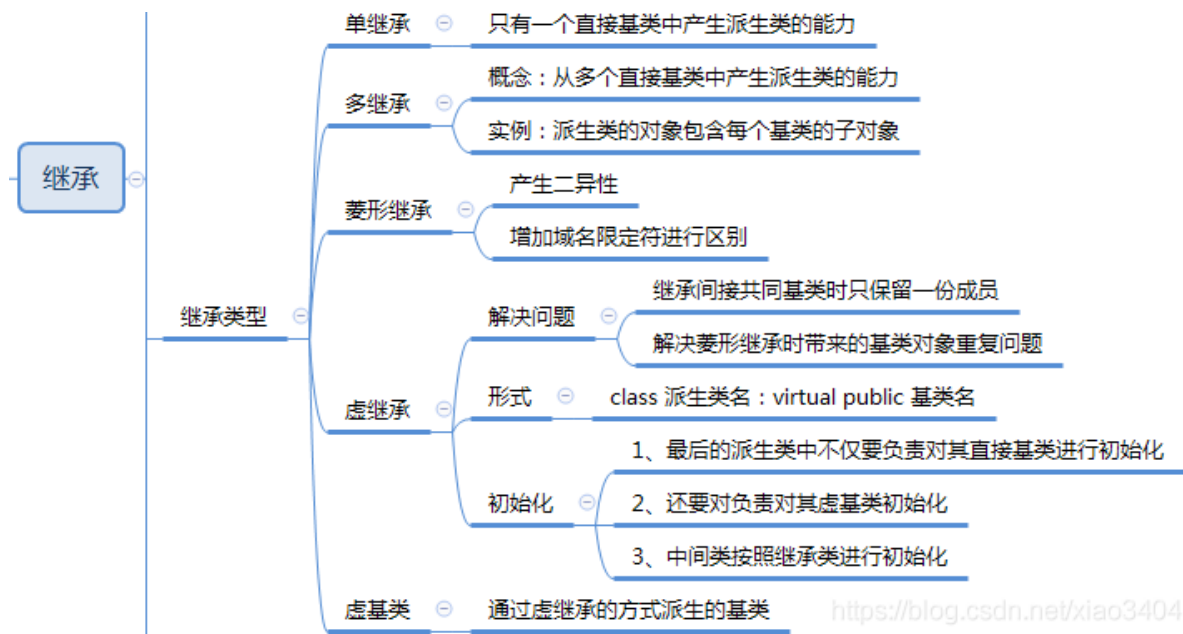 单继承
只有一个直接基类中产生派生类的能力
概念：从多个直接基类中产生派生类的能力
多继承
实例：派生类的对象包含每个基类的子对象
继承
产生二异性
菱形继承
增加域名限定符进行区别
继承类型
继承间接共同基类时只保留一份成员
解决问题
解决菱形继承时带来的基类对象重复问题
虚继承
形式
class 派生类名：virtual public 基类名
1、最后的派生类中不仅要负责对其直接基类进行初始化
初始化
2、还要对负责对其虚基类初始化
3、中间类按照继承类进行初始化
虚基类
通过虚继承的方式派生的基类
https://blog.csdn.net/xiao3404